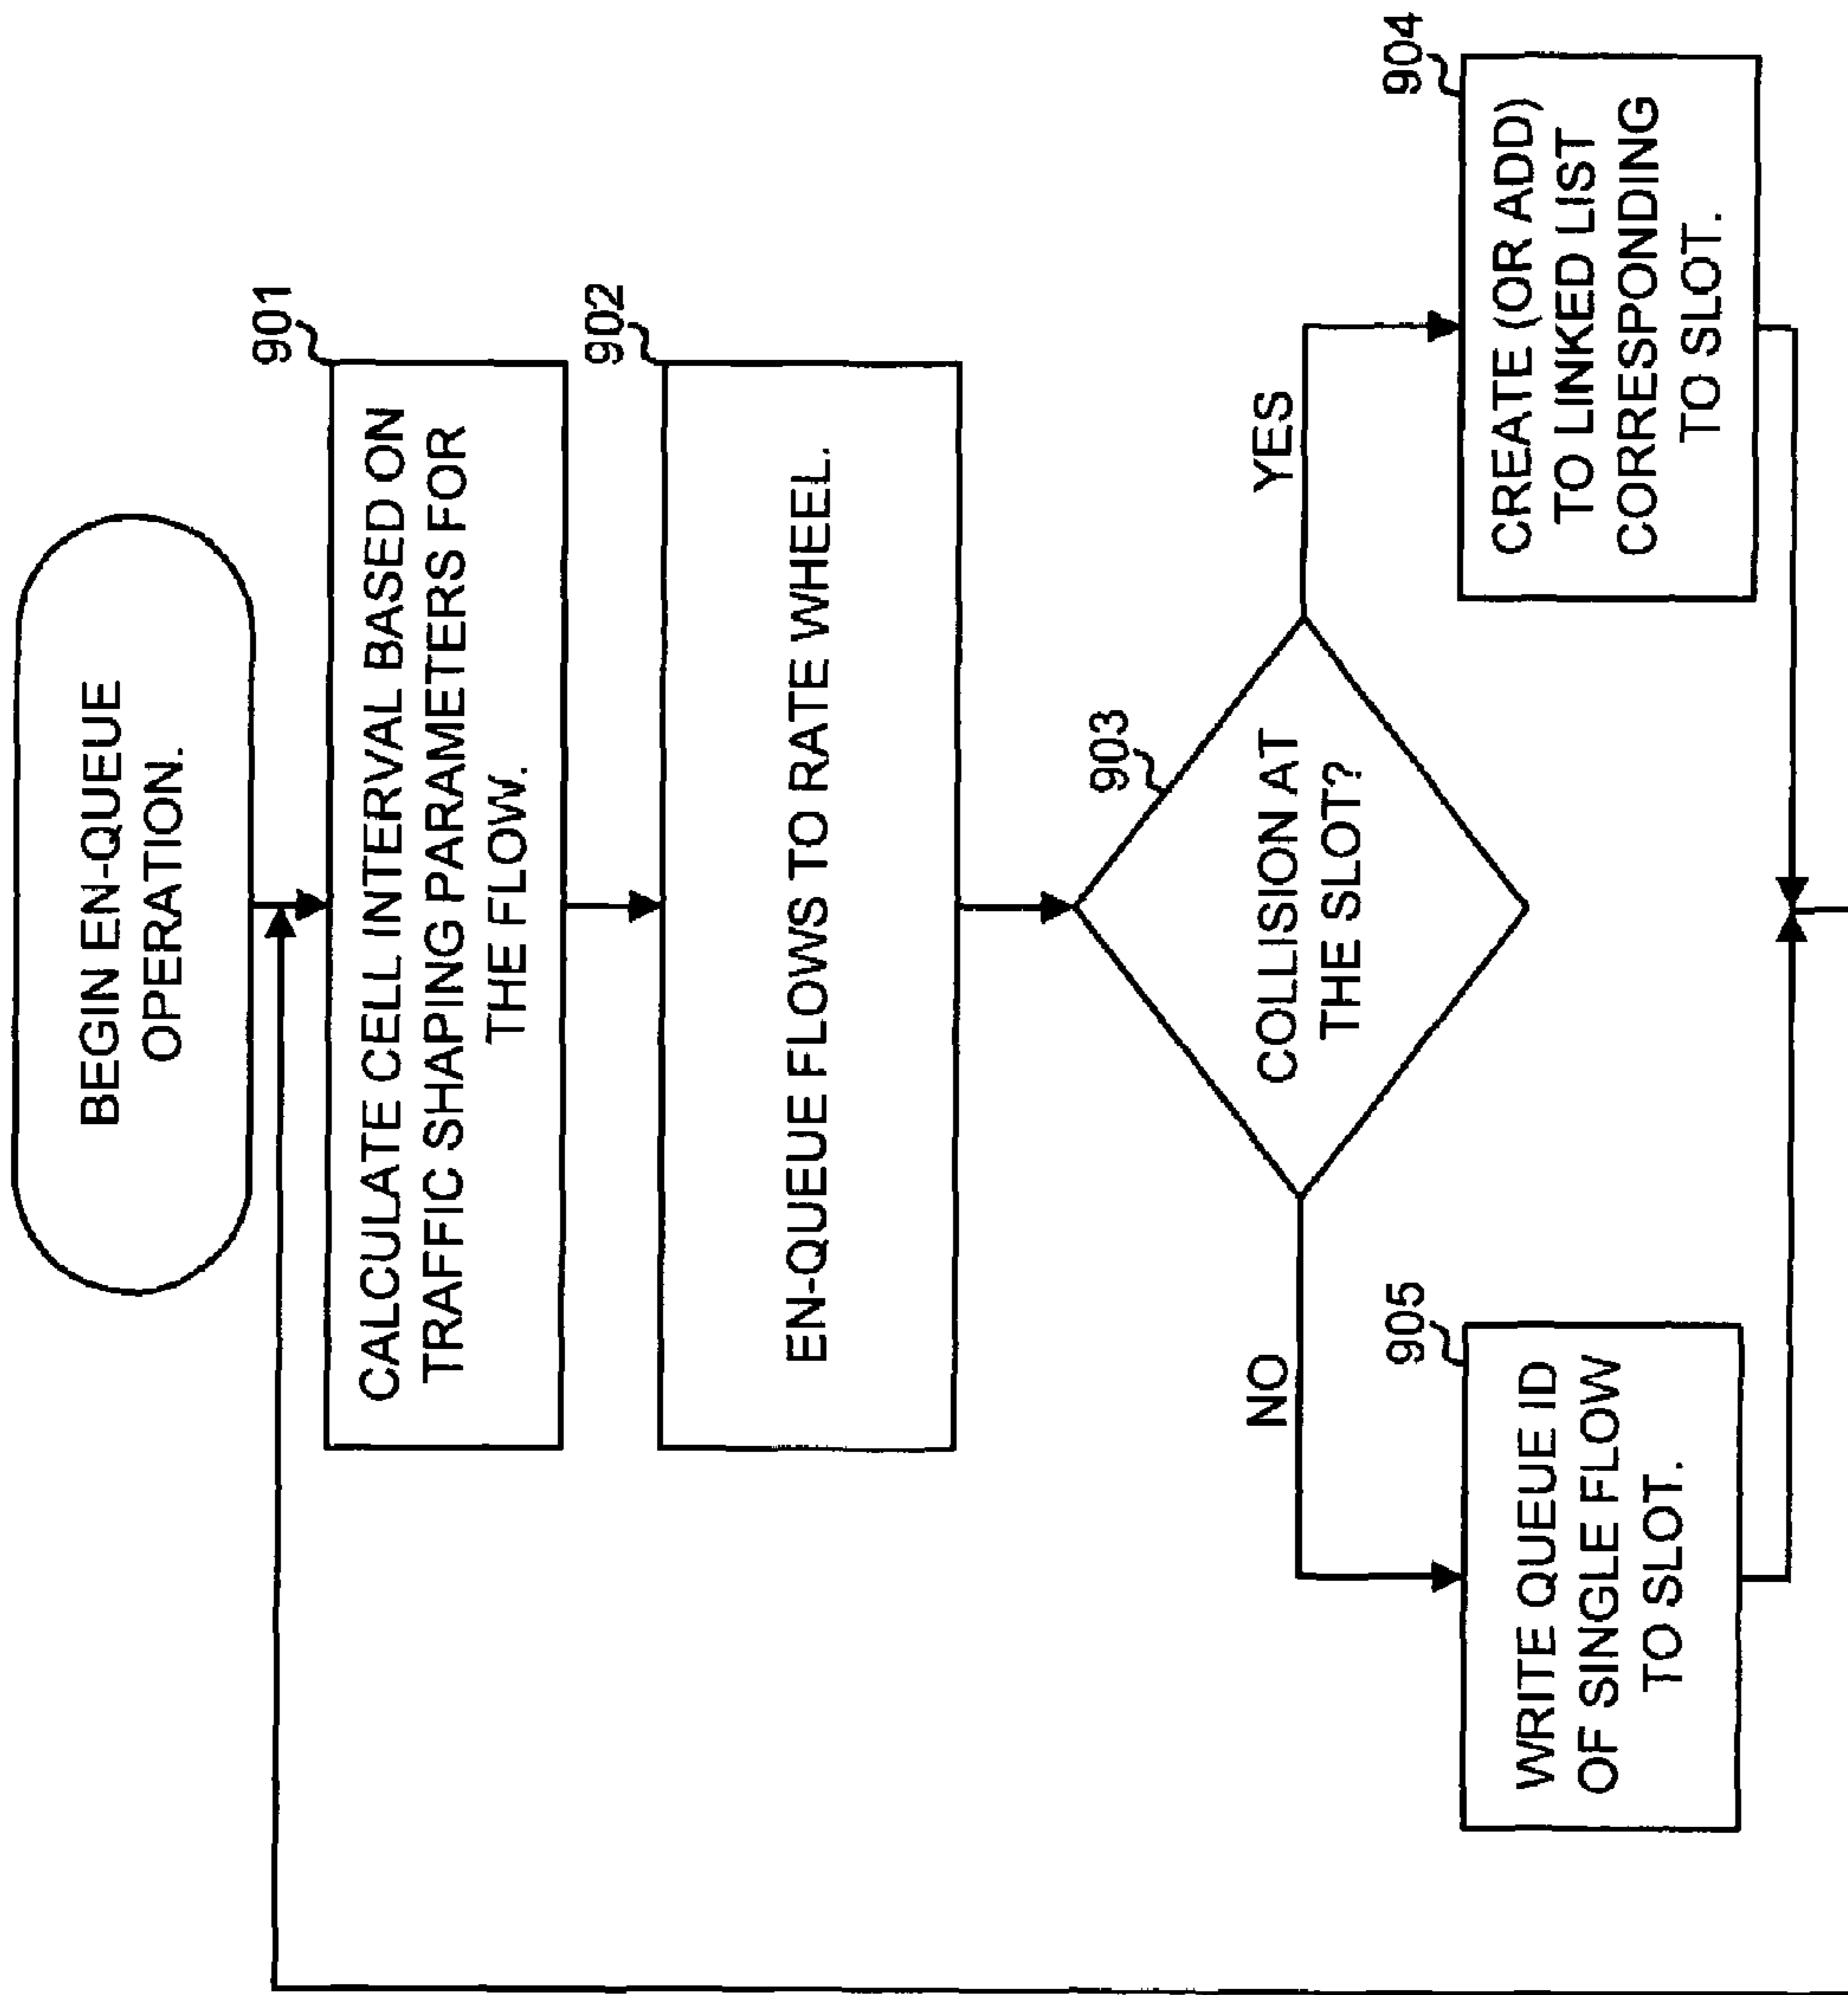 BEGIN EN-QUEUE
OPERATION.
901
CALCULATE CELL INTERVAL BASED ON
TRAFFIC SHAPING PARAMETERS FOR
THE FLOW.
902
EN-QUEUE FLOWS TO RATE WHEEL.
903
COLLISION AT
THE SLOT?
NO
YES
905
WRITE QUEUE ID
OF SINGLE FLOW
TO SLOT.
904
CREATE (OR ADD)
TO LINKED LIST
CORRESPONDING
TO SLOT.